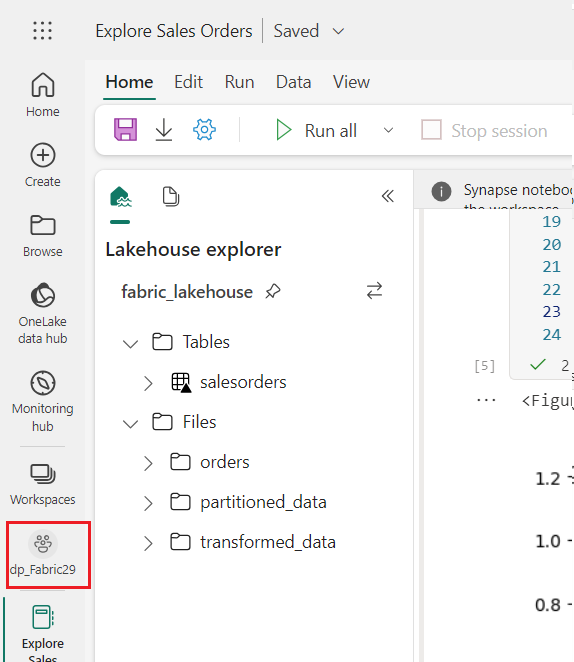 Explore Sales Orders
Saved
Home
Edit
Run
Data
View
Run all
Stop session
Home
Create
Browse
OneLake
data hub
Monitoring
hub
Workspaces
dp_Fabric29
Explore
Sales
Lakehouse explorer
fabric_lakehouse
Tables
salesorders
Files
orders
partitioned_data
transformed_data
Synapse notebo
the workspace
19
20
21
22
23
24
[5]
2
<Figu
1.2
1.0
0.8